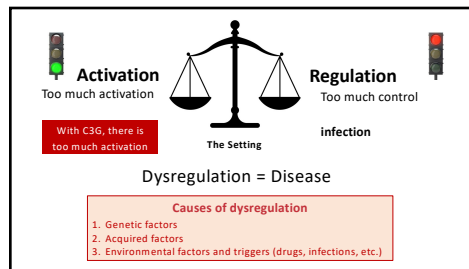 Activation
Regulation
Too much activation
Too much control
With C3G, there is
too much activation
infection
The Setting
Dysregulation = Disease
Causes of dysregulation
1. Genetic factors
2. Acquired factors
3. Environmental factors and triggers (drugs, infections, etc.)